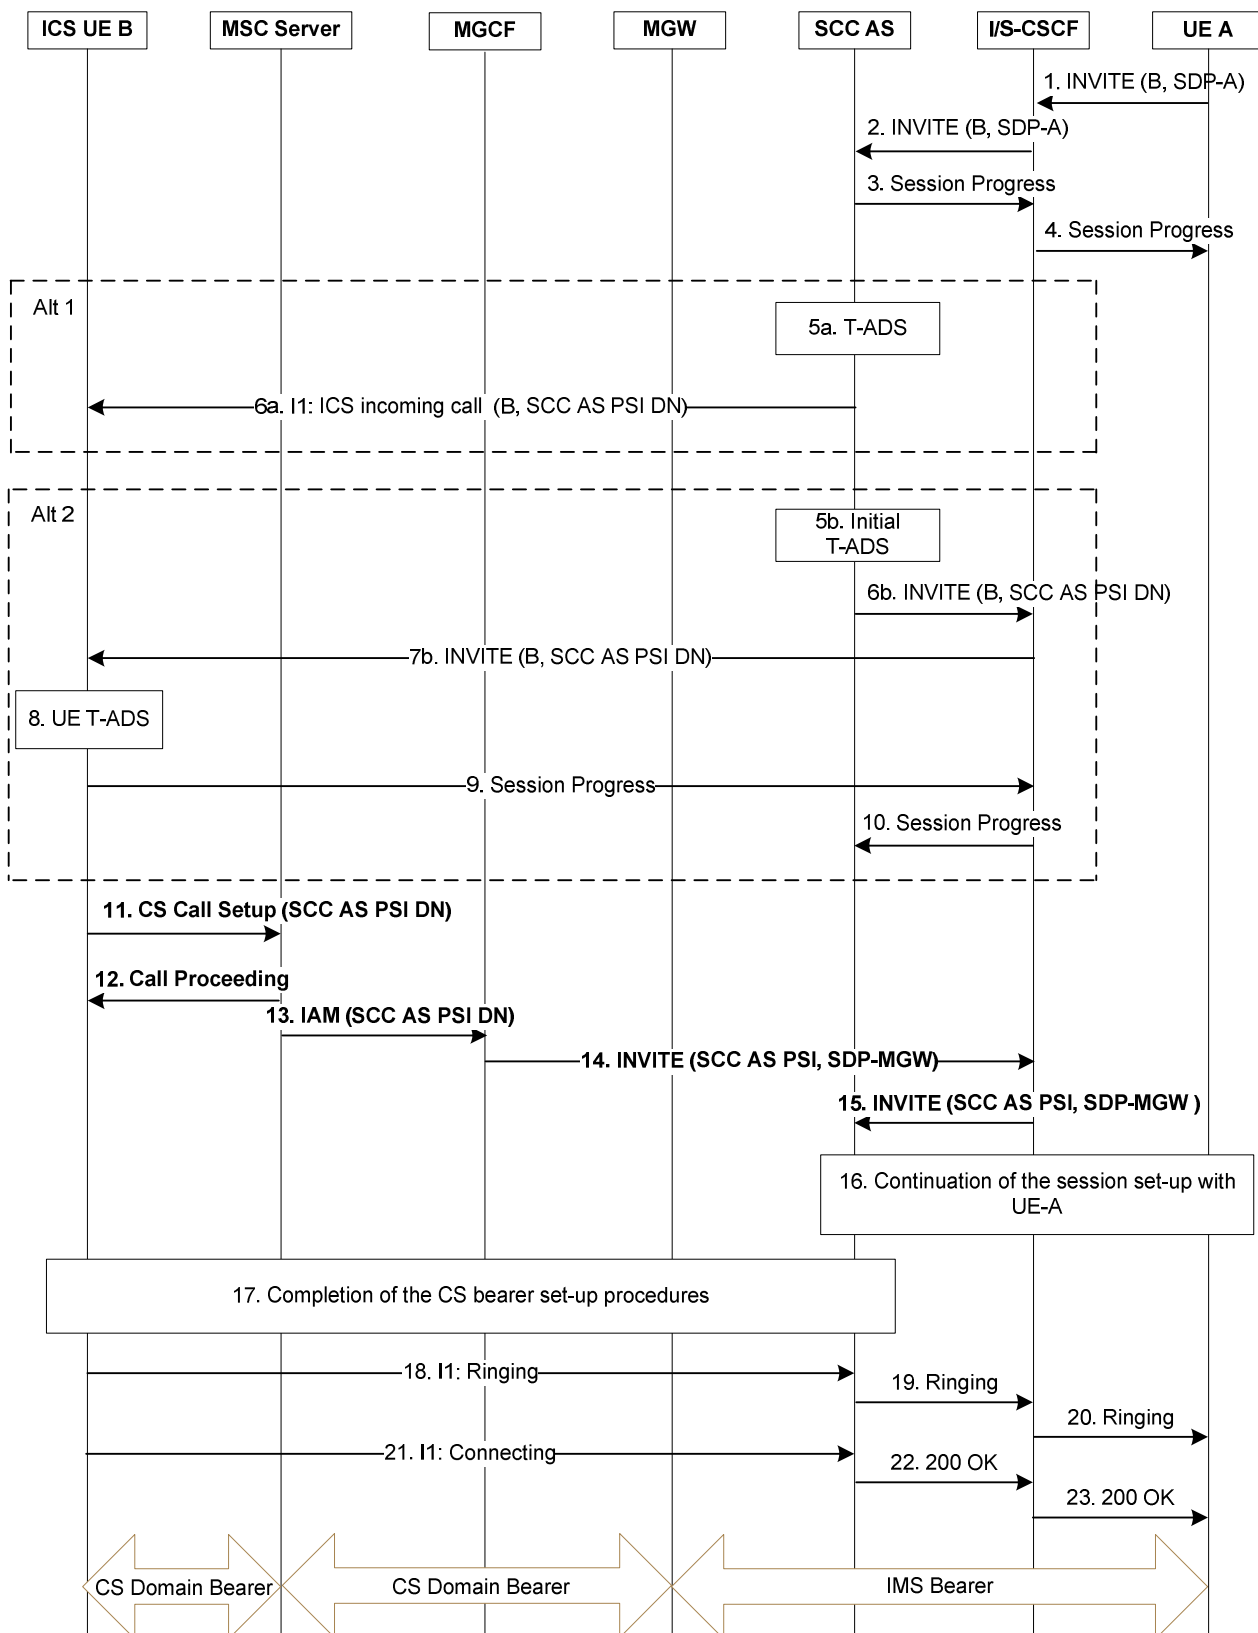 ICS UE B
MSC Server
MGCF
MGW
SCC AS
I/S-CSCF
UE A
1. INVITE (B, SDP-A)
2. INVITE (B, SDP-A)
3. Session Progress
4. Session Progress
Alt 1
5a. T-ADS
6a. I1: ICS incoming call (B, SCC AS PSI DN)
Alt 2
5b. Initial
T-ADS
6b. INVITE (B, SCC AS PSI DN)
7b. INVITE (B, SCC AS PSI DN)
8. UE T-ADS
9. Session Progress
10. Session Progress
11. CS Call Setup (SCC AS PSI DN)
12. Call Proceeding
13. IAM (SCC AS PSI DN)
14. INVITE (SCC AS PSI, SDP-MGW)
15. INVITE (SCC AS PSI, SDP-MGW )
16. Continuation of the session set-up with
UE-A
17. Completion of the CS bearer set-up procedures
18. I1: Ringing
19. Ringing
20. Ringing
21. I1: Connecting
22. 200 OK
23. 200 OK
CS Domain Bearer
CS Domain Bearer
IMS Bearer